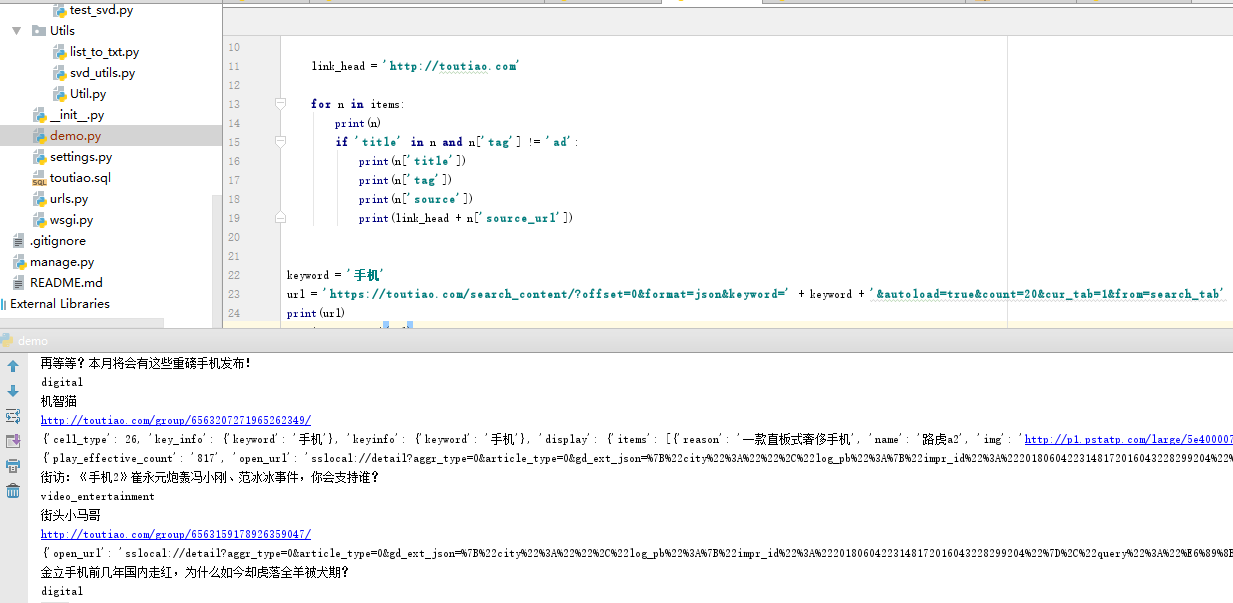 test_svd.py
Utils
list_to_txt.py
svd_utils.py
Util.py
__init__.py
demo.py
settings.py
toutiao.sql
urls.py
wsgi.py
.gitignore
manage.py
README.md
External Libraries
10
11 link_head = 'http://toutiao.com'
12
13 for n in items:
14 print(n)
15 if 'title' in n and n['tag'] != 'ad':
16 print(n['title'])
17 print(n['tag'])
18 print(n['source'])
19 print(link_head + n['source_url'])
20
21
22 keyword = '手机'
23 url = 'https://toutiao.com/search_content/?offset=0&format=json&keyword=' + keyword + '&autoload=true&count=20&cur_tab=1&from=search_tab'
24 print(url)
demo
再等等？本月将会有这些重磅手机发布！
digital
机智猫
http://toutiao.com/group/6563207271965262349/
{'cell_type': 26, 'key_info': {'keyword': '手机'}, 'keyinfo': {'keyword': '手机'}, 'display': {'items': [{'reason': '一款直板式奢侈手机', 'name': '路虎a2', 'img': 'http://p1.pstatp.com/large/5e400007
{'play_effective_count': '817', 'open_url': 'sslocal://detail?aggr_type=0&article_type=0&gd_ext_json=%7B%22city%22%3A%22%22%2C%22log_pb%22%3A%7B%22impr_id%22%3A%22201806042231481720160432282992​04%22%
街访：《手机2》崔永元炮轰冯小刚、范冰冰事件，你会支持谁？
video_entertainment
街头小马哥
http://toutiao.com/group/6563159178926359047/
{'open_url': 'sslocal://detail?aggr_type=0&article_type=0&gd_ext_json=%7B%22city%22%3A%22%22%2C%22log_pb%22%3A%7B%22impr_id%22%3A%2220180604223148172016043228299204%22%7D%2C%22query%22%3A%22%E6%89%8B
金立手机前几年国内走红，为什么如今却虎落全羊被犬期？
digital